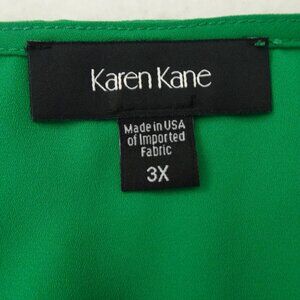 Karen Kane
Made in USA
of Imported
Fabric
3X